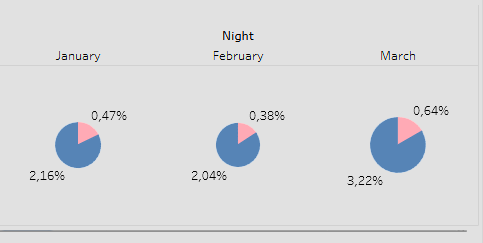 Night
January February March
0,47% 0,38% 0,64%
2,16% 2,04% 3,22%